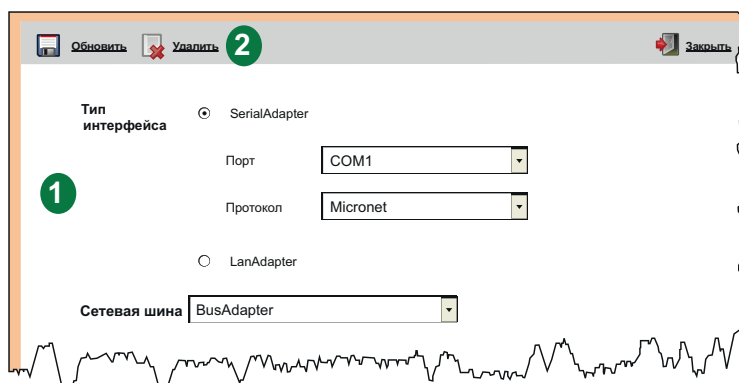 Обновить Удалить 2 Закрыть
Тип
интерфейса
SerialAdapter
Порт COM1
1
Протокол Micronet
LanAdapter
Сетевая шина BusAdapter